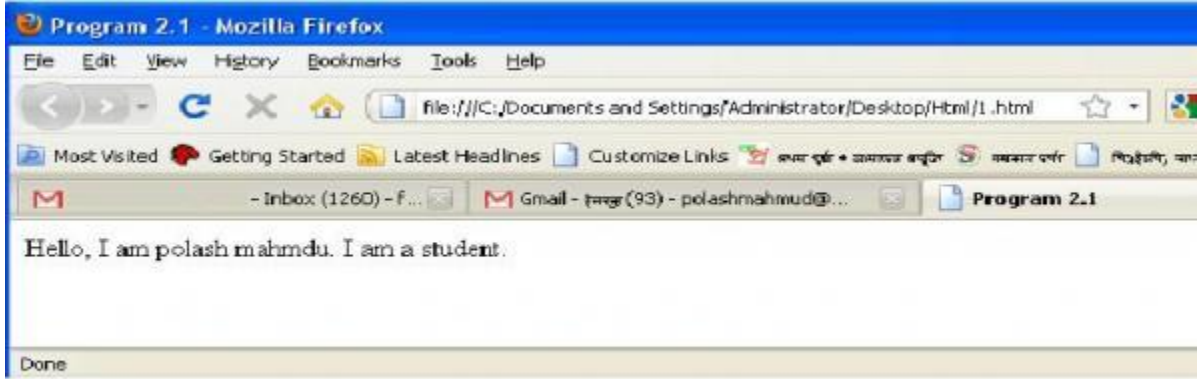 Program 2.1 - Mozilla Firefox
File Edit View History Bookmarks Tools Help
file:///C:/Documents and Settings/Administrator/Desktop/Html/1.html
Most Visited Getting Started Latest Headlines Customize Links
- Inbox (1260) - f... Gmail - (93) - polashmahmud@... Program 2.1
Hello, I am polash mahmdu. I am a student.
Done